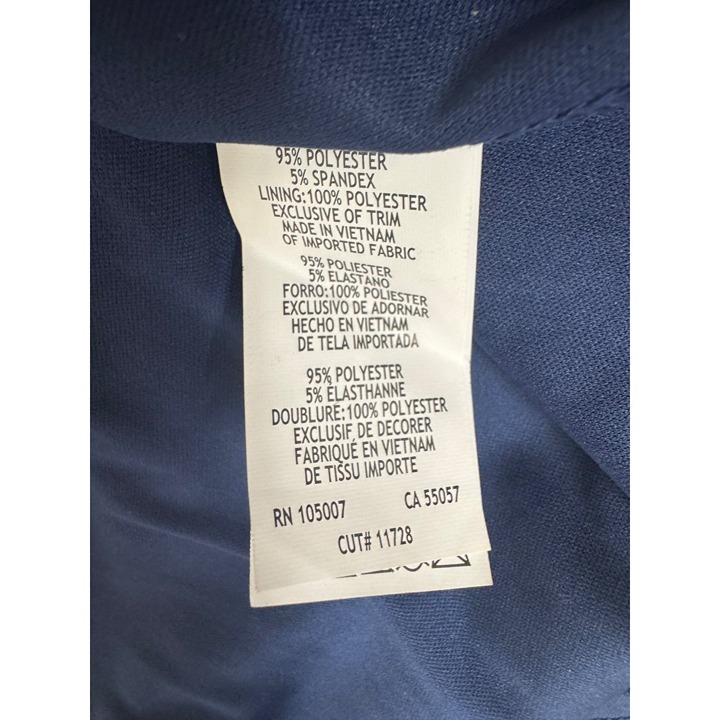 95% POLYESTER
5% SPANDEX
LINING:100% POLYESTER
EXCLUSIVE OF TRIM
MADE IN VIETNAM
OF IMPORTED FABRIC
95% POLIESTER
5% ELASTANO
FORRO:100% POLIESTER
EXCLUSIVO DE ADORNAR
HECHO EN VIETNAM
DE TELA IMPORTADA
95% POLYESTER
5% ÉLASTHANNE
DOUBLURE:100% POLYESTER
EXCLUSIF DE DECORER
FABRIQUÉ EN VIETNAM
DE TISSU IMPORTE
RN 105007 CA 55057
CUT# 11728